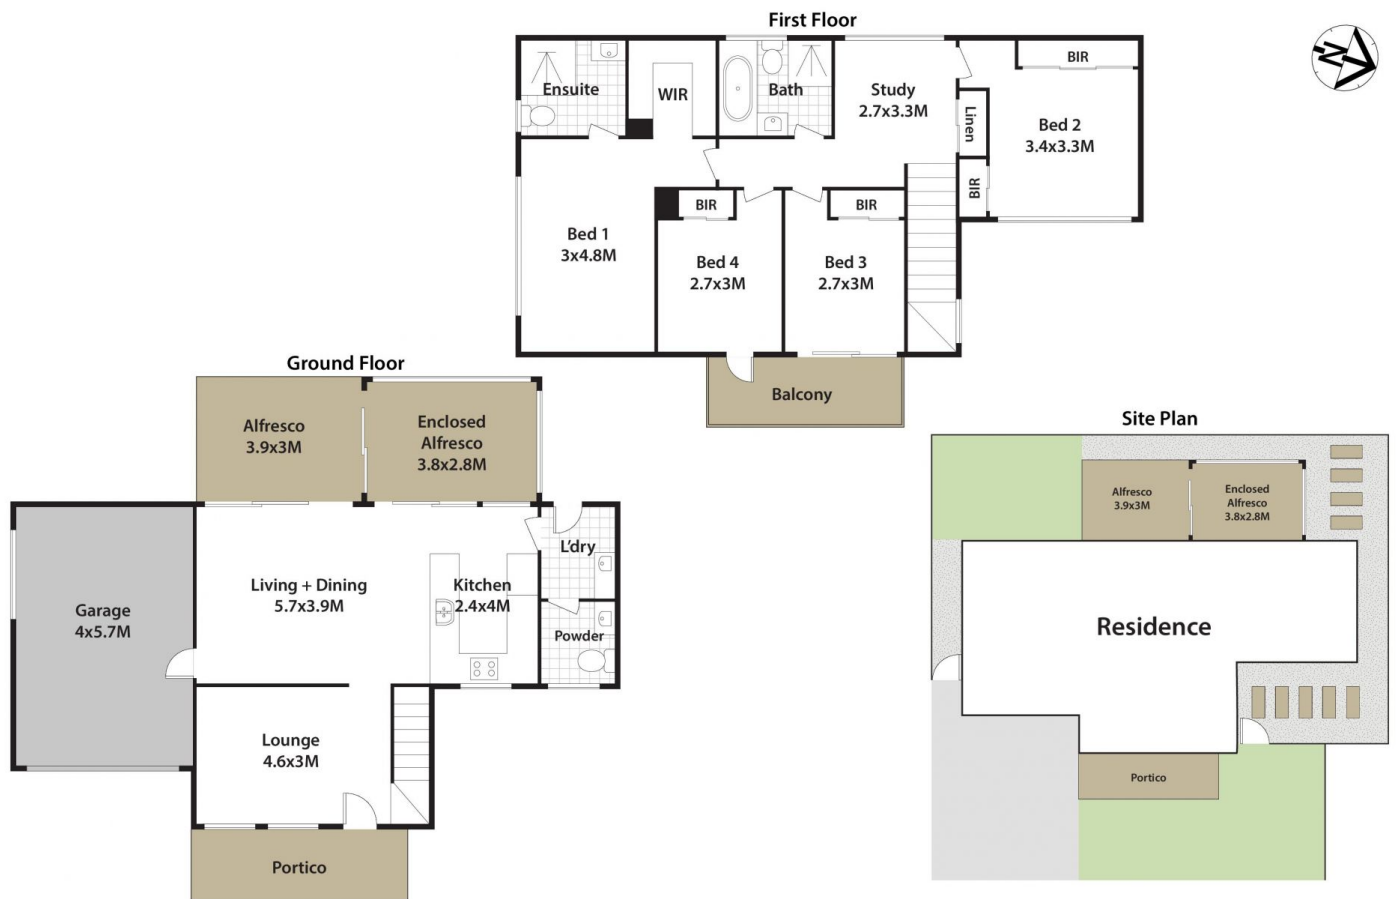 First Floor
N
Ensuite
WIR
Bath
Study
2.7x3.3M
Linen
BIR
Bed 2
3.4x3.3M
BIR
Bed 1
3x4.8M
BIR
Bed 4
2.7x3M
BIR
Bed 3
2.7x3M
Balcony
Ground Floor
Alfresco
3.9x3M
Enclosed
Alfresco
3.8x2.8M
Garage
4x5.7M
Living + Dining
5.7x3.9M
Kitchen
2.4x4M
L'dry
Powder
Lounge
4.6x3M
Portico
Site Plan
Alfresco
3.9x3M
Enclosed
Alfresco
3.8x2.8M
Residence
Portico